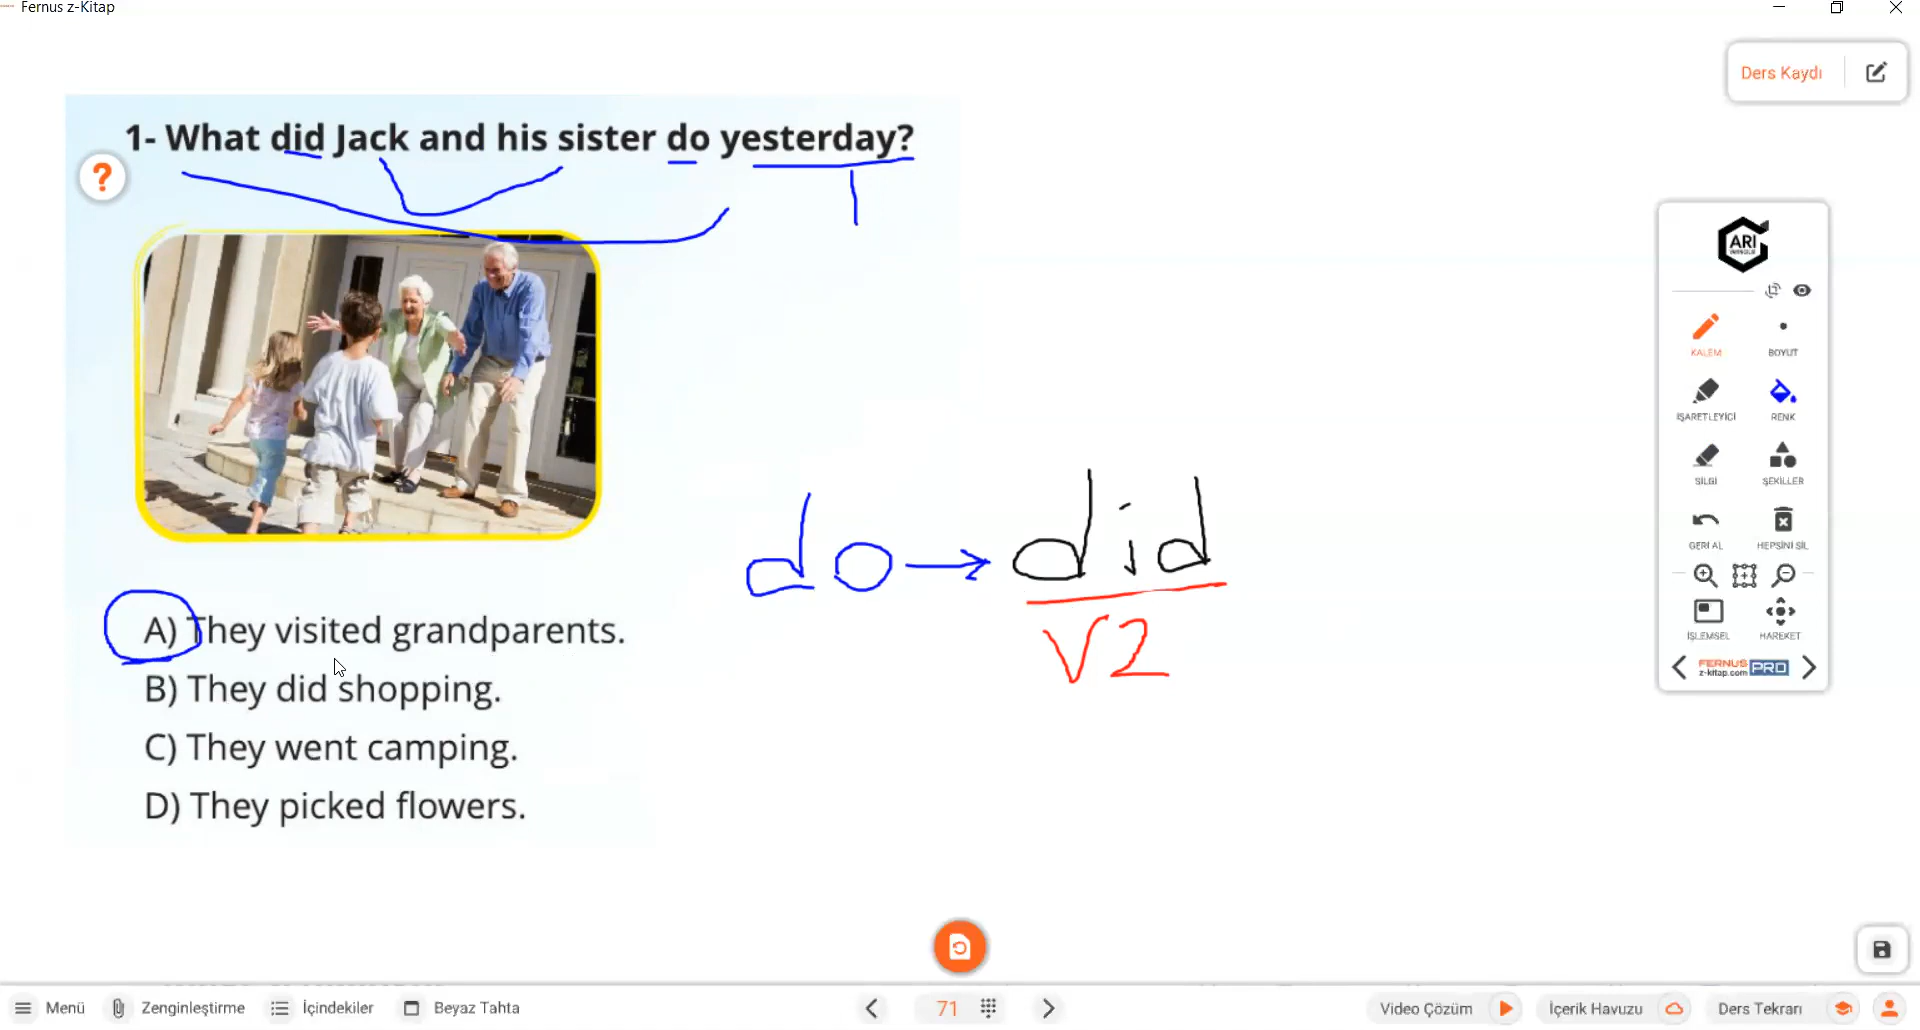 Fernus z-Kitap
Ders Kaydı
1- What did Jack and his sister do yesterday?
?
ARI
KALEM
BOYUT
İŞARETLEYİCİ
RENK
SİLGİ
ŞEKİLLER
GERİ AL
HEPSİNİ SİL
İŞLEMSEL
HAREKET
FERNUS PRO
z-kitap.com
do → did
V2
A) They visited grandparents.
B) They did shopping.
C) They went camping.
D) They picked flowers.
Menü
Zenginleştirme
İçindekiler
Beyaz Tahta
71
Video Çözüm
İçerik Havuzu
Ders Tekrarı